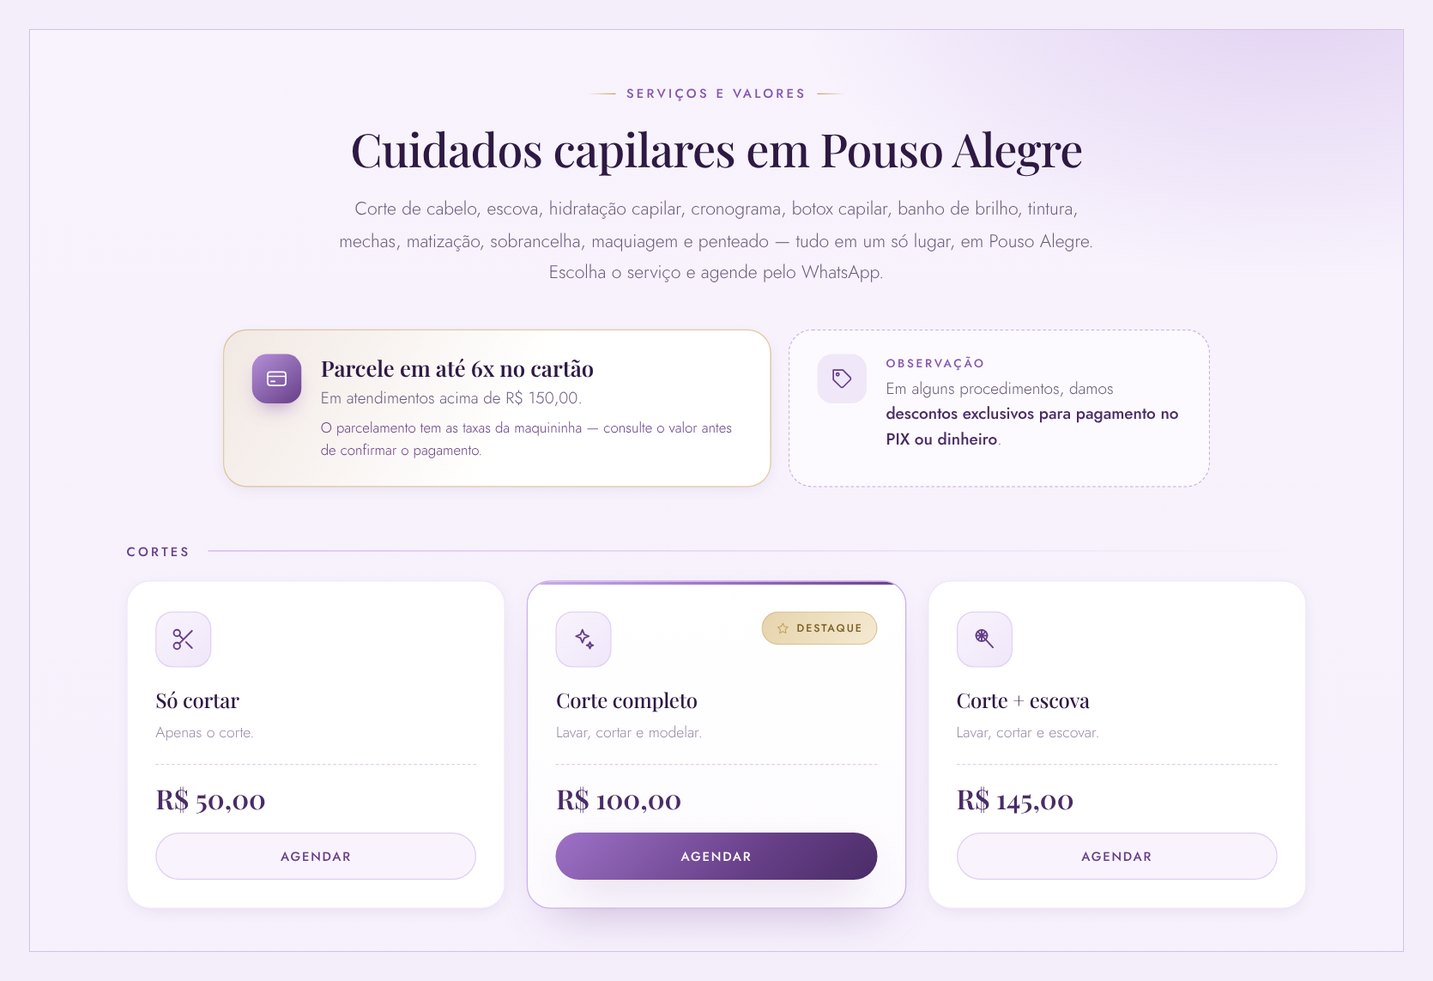 SERVIÇOS E VALORES
Cuidados capilares em Pouso Alegre
Corte de cabelo, escova, hidratação capilar, cronograma, botox capilar, banho de brilho, tintura,
mechas, matização, sobrancelha, maquiagem e penteado — tudo em um só lugar, em Pouso Alegre.
Escolha o serviço e agende pelo WhatsApp.
Parcele em até 6x no cartão
Em atendimentos acima de R$ 150,00.
O parcelamento tem as taxas da maquininha — consulte o valor antes
de confirmar o pagamento.
OBSERVAÇÃO
Em alguns procedimentos, damos
descontos exclusivos para pagamento no
PIX ou dinheiro.
CORTES
Só cortar
Apenas o corte.
R$ 50,00
AGENDAR
DESTAQUE
Corte completo
Lavar, cortar e modelar.
R$ 100,00
AGENDAR
Corte + escova
Lavar, cortar e escovar.
R$ 145,00
AGENDAR